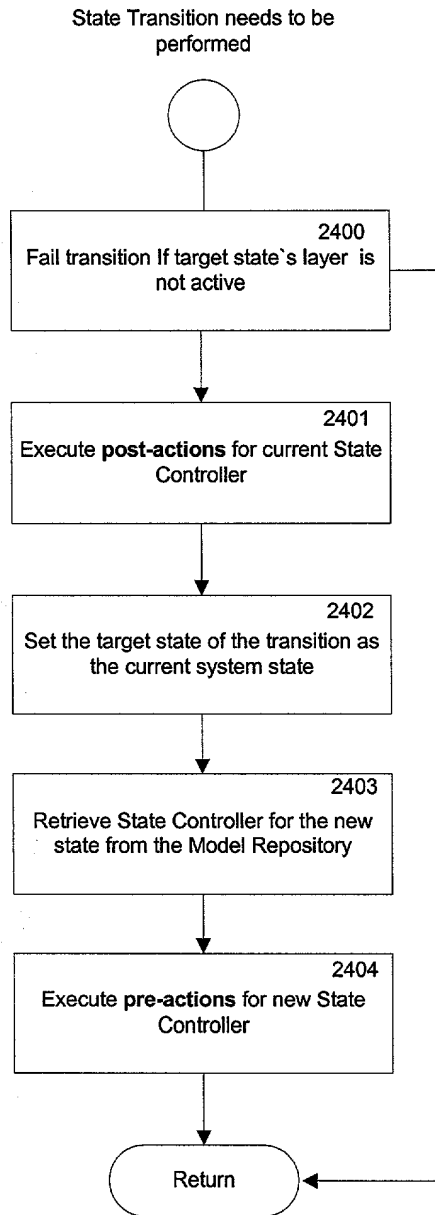 State Transition needs to be
performed
2400
Fail transition If target state`s layer is
not active
2401
Execute post-actions for current State
Controller
2402
Set the target state of the transition as
the current system state
2403
Retrieve State Controller for the new
state from the Model Repository
2404
Execute pre-actions for new State
Controller
Return